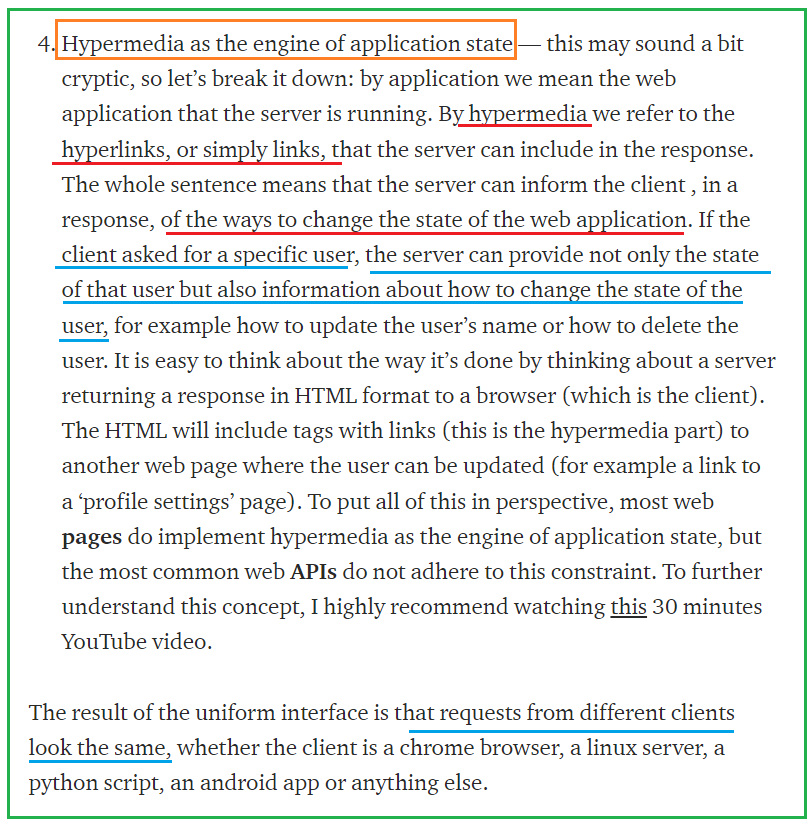 4. Hypermedia as the engine of application state — this may sound a bit
cryptic, so let’s break it down: by application we mean the web
application that the server is running. By hypermedia we refer to the
hyperlinks, or simply links, that the server can include in the response.
The whole sentence means that the server can inform the client , in a
response, of the ways to change the state of the web application. If the
client asked for a specific user, the server can provide not only the state
of that user but also information about how to change the state of the
user, for example how to update the user’s name or how to delete the
user. It is easy to think about the way it’s done by thinking about a server
returning a response in HTML format to a browser (which is the client).
The HTML will include tags with links (this is the hypermedia part) to
another web page where the user can be updated (for example a link to
a ‘profile settings’ page). To put all of this in perspective, most web
pages do implement hypermedia as the engine of application state, but
the most common web APIs do not adhere to this constraint. To further
understand this concept, I highly recommend watching this 30 minutes
YouTube video.
The result of the uniform interface is that requests from different clients
look the same, whether the client is a chrome browser, a linux server, a
python script, an android app or anything else.